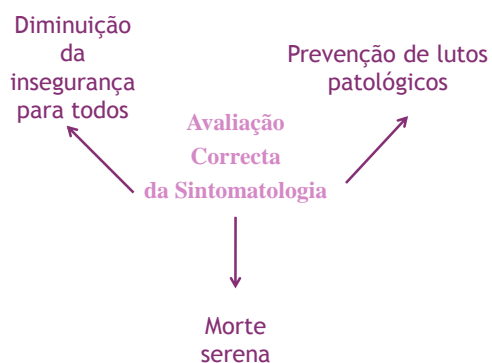 Diminuição
da
insegurança
para todos
Prevenção de lutos
patológicos
Avaliação
Correcta
da Sintomatologia
Morte
serena